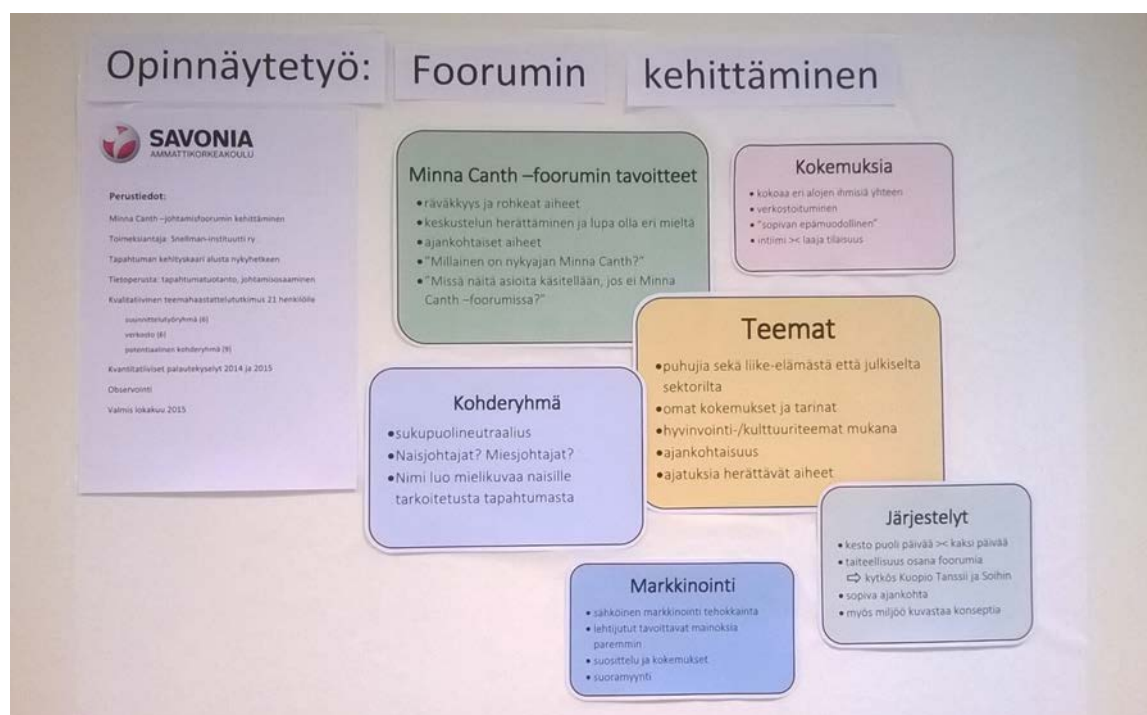 Opinnäytetyö: Foorumin kehittäminen
SAVONIA
AMMATTIKORKEAKOULU
Perustiedot:
Minna Canth –johtamisfoorumin kehittäminen
Toimeksiantaja: Snellman-instituutti ry
Tapahtuman kehityskaari alusta nykyhetkeen
Tietoperusta: tapahtumatuotanto, johtamisosaaminen
Kvalitatiivinen teemahaastattelututkimus 21 henkilölle
suunnittelutyöryhmä (6)
verkosto (6)
potentiaalinen kohderyhmä (9)
Kvantitatiiviset palautekyselyt 2014 ja 2015
Observointi
Valmis lokakuu 2015
Minna Canth –foorumin tavoitteet
•räväkkyys ja rohkeat aiheet
•keskustelun herättäminen ja lupa olla eri mieltä
•ajankohtaiset aiheet
•"Millainen on nykyajan Minna Canth?"
•"Missä näitä asioita käsitellään, jos ei Minna
Canth –foorumissa?"
Kokemuksia
• kokoaa eri alojen ihmisiä yhteen
• verkostoituminen
• "sopivan epämuodollinen"
• intiimi >< laaja tilaisuus
Teemat
•puhujia sekä liike-elämästä että julkiselta
sektorilta
•omat kokemukset ja tarinat
•hyvinvointi-/kulttuuriteemat mukana
•ajankohtaisuus
•ajatuksia herättävät aiheet
Kohderyhmä
•sukupuolineutraalius
•Naisjohtajat? Miesjohtajat?
•Nimi luo mielikuvaa naisille
tarkoitetusta tapahtumasta
Järjestelyt
• kesto puoli päivää >< kaksi päivää
• taiteellisuus osana foorumia
⇨ kytkös Kuopio Tanssii ja Soihin
• sopiva ajankohta
• myös miljöö kuvastaa konseptia
Markkinointi
• sähköinen markkinointi tehokkainta
• lehtijutut tavoittavat mainoksia
paremmin
• suosittelu ja kokemukset
• suoramyynti